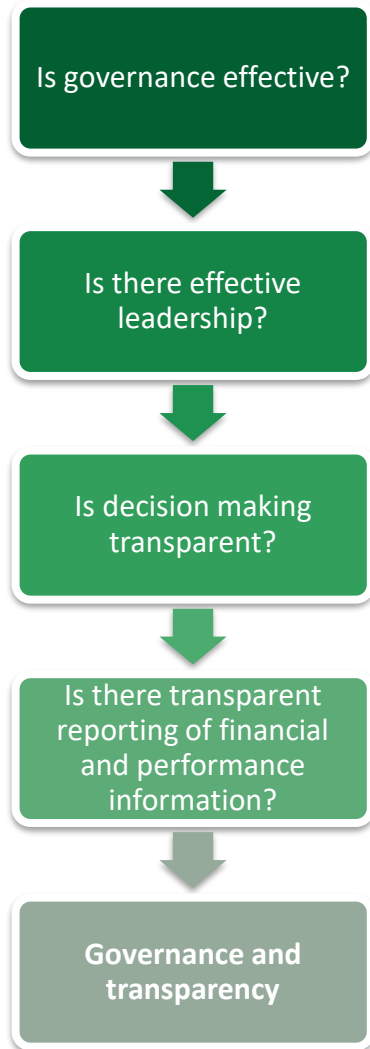 Is governance effective?
Is there effective
leadership?
Is decision making
transparent?
Is there transparent
reporting of financial
and performance
information?
Governance and
transparency